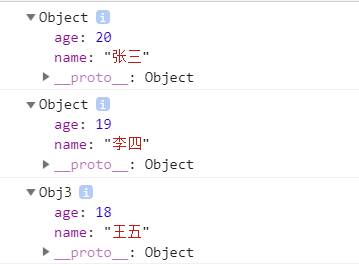 Object i
age: 20
name: "张三"
__proto__: Object
Object i
age: 19
name: "李四"
__proto__: Object
Obj3 i
age: 18
name: "王五"
__proto__: Object